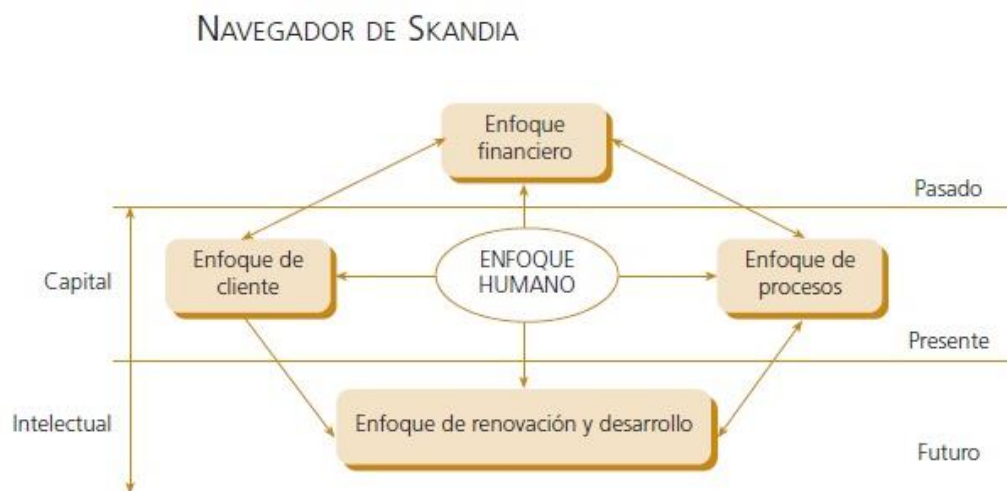 NAVEGADOR DE SKANDIA
Enfoque
financiero
Pasado
Capital
Enfoque de
cliente
ENFOQUE
HUMANO
Enfoque de
procesos
Presente
Intelectual
Enfoque de renovación y desarrollo
Futuro